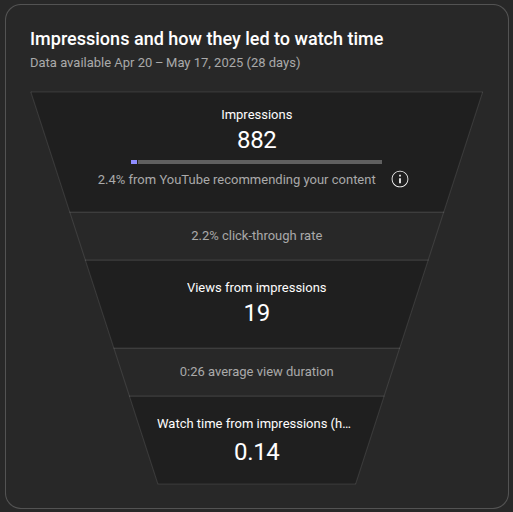 Impressions and how they led to watch time
Data available Apr 20 – May 17, 2025 (28 days)
Impressions
882
2.4% from YouTube recommending your content
2.2% click-through rate
Views from impressions
19
0:26 average view duration
Watch time from impressions (h...
0.14